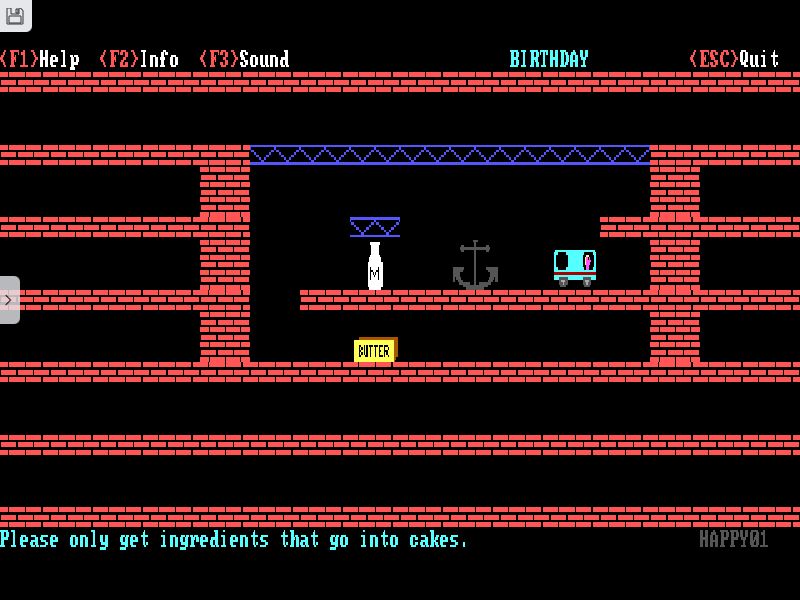 <F1>Help <F2>Info <F3>Sound BIRTHDAY <ESC>Quit
M
BUTTER
Please only get ingredients that go into cakes. HAPPY01